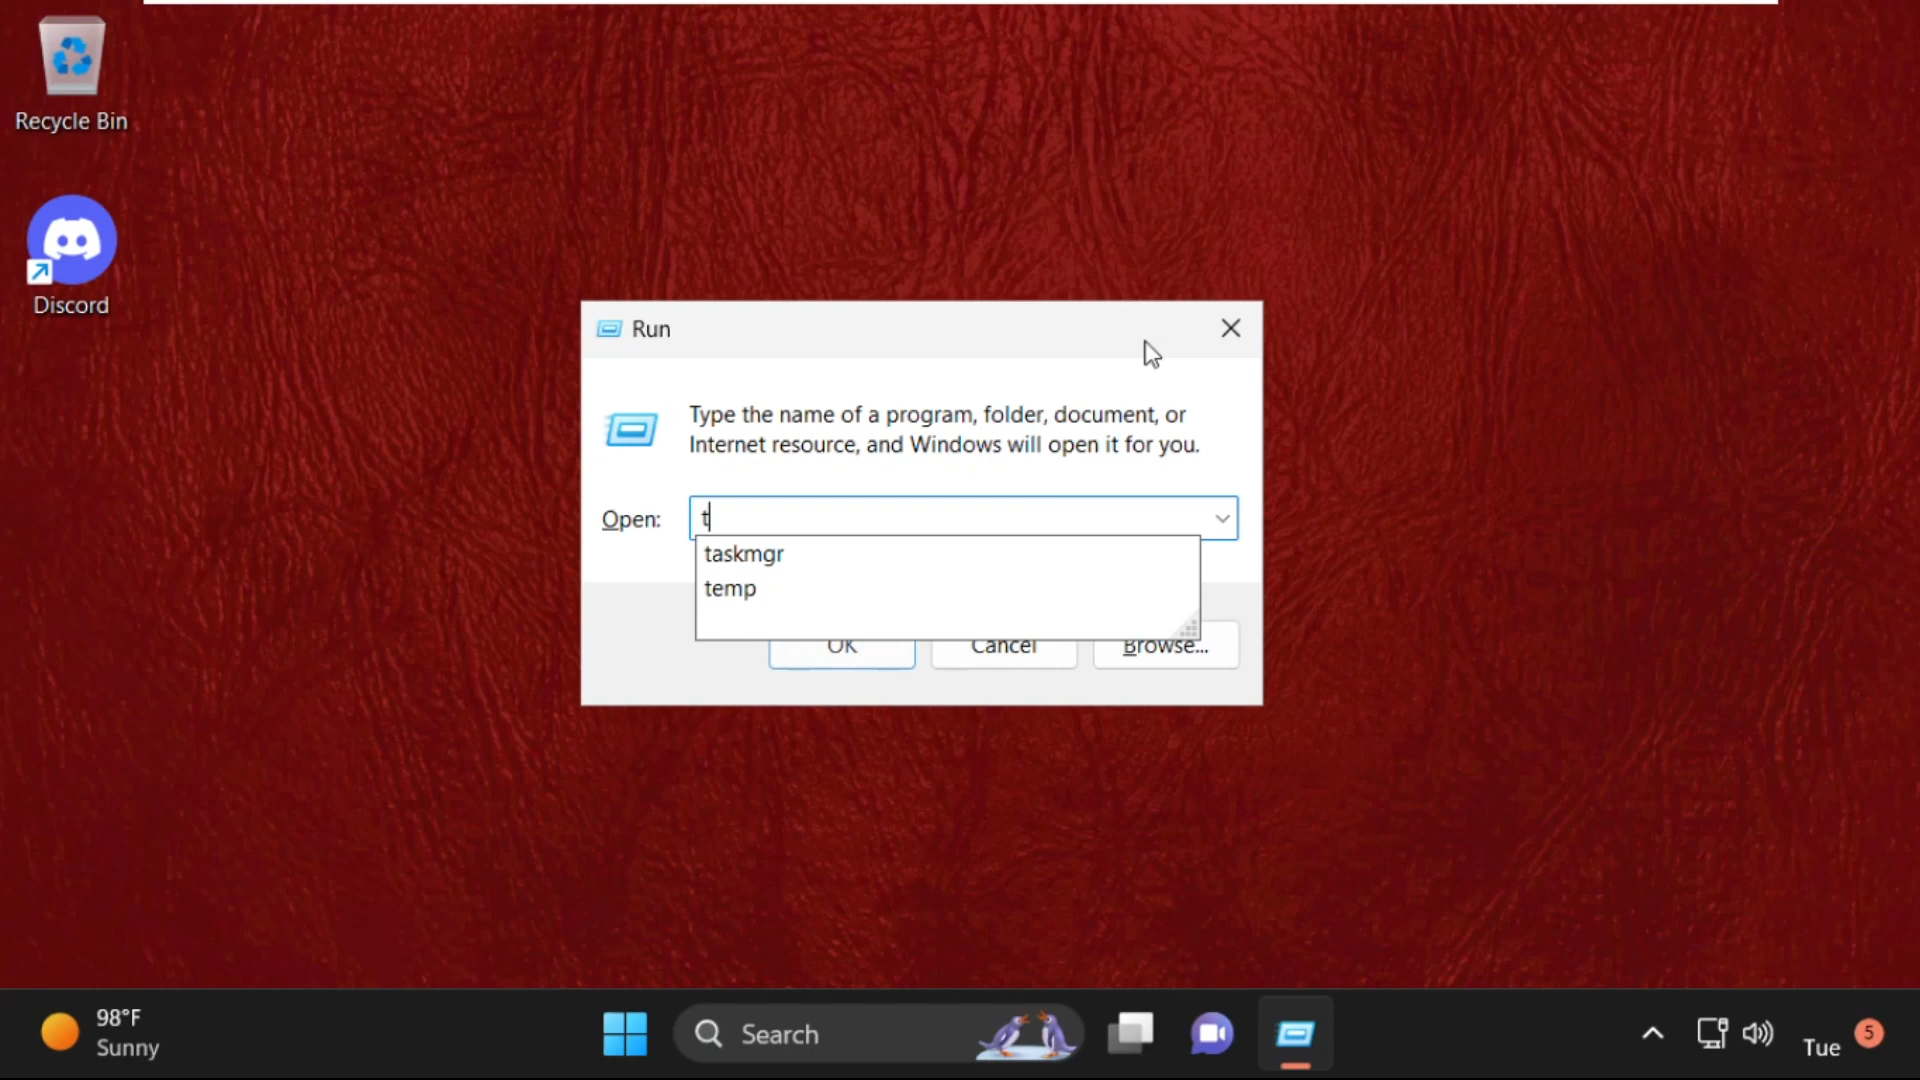 Recycle Bin
Discord
Run
Type the name of a program, folder, document, or
Internet resource, and Windows will open it for you.
Open:
t
taskmgr
temp
OK
Cancel
Browse...
98°F
Sunny
Search
Tue
5